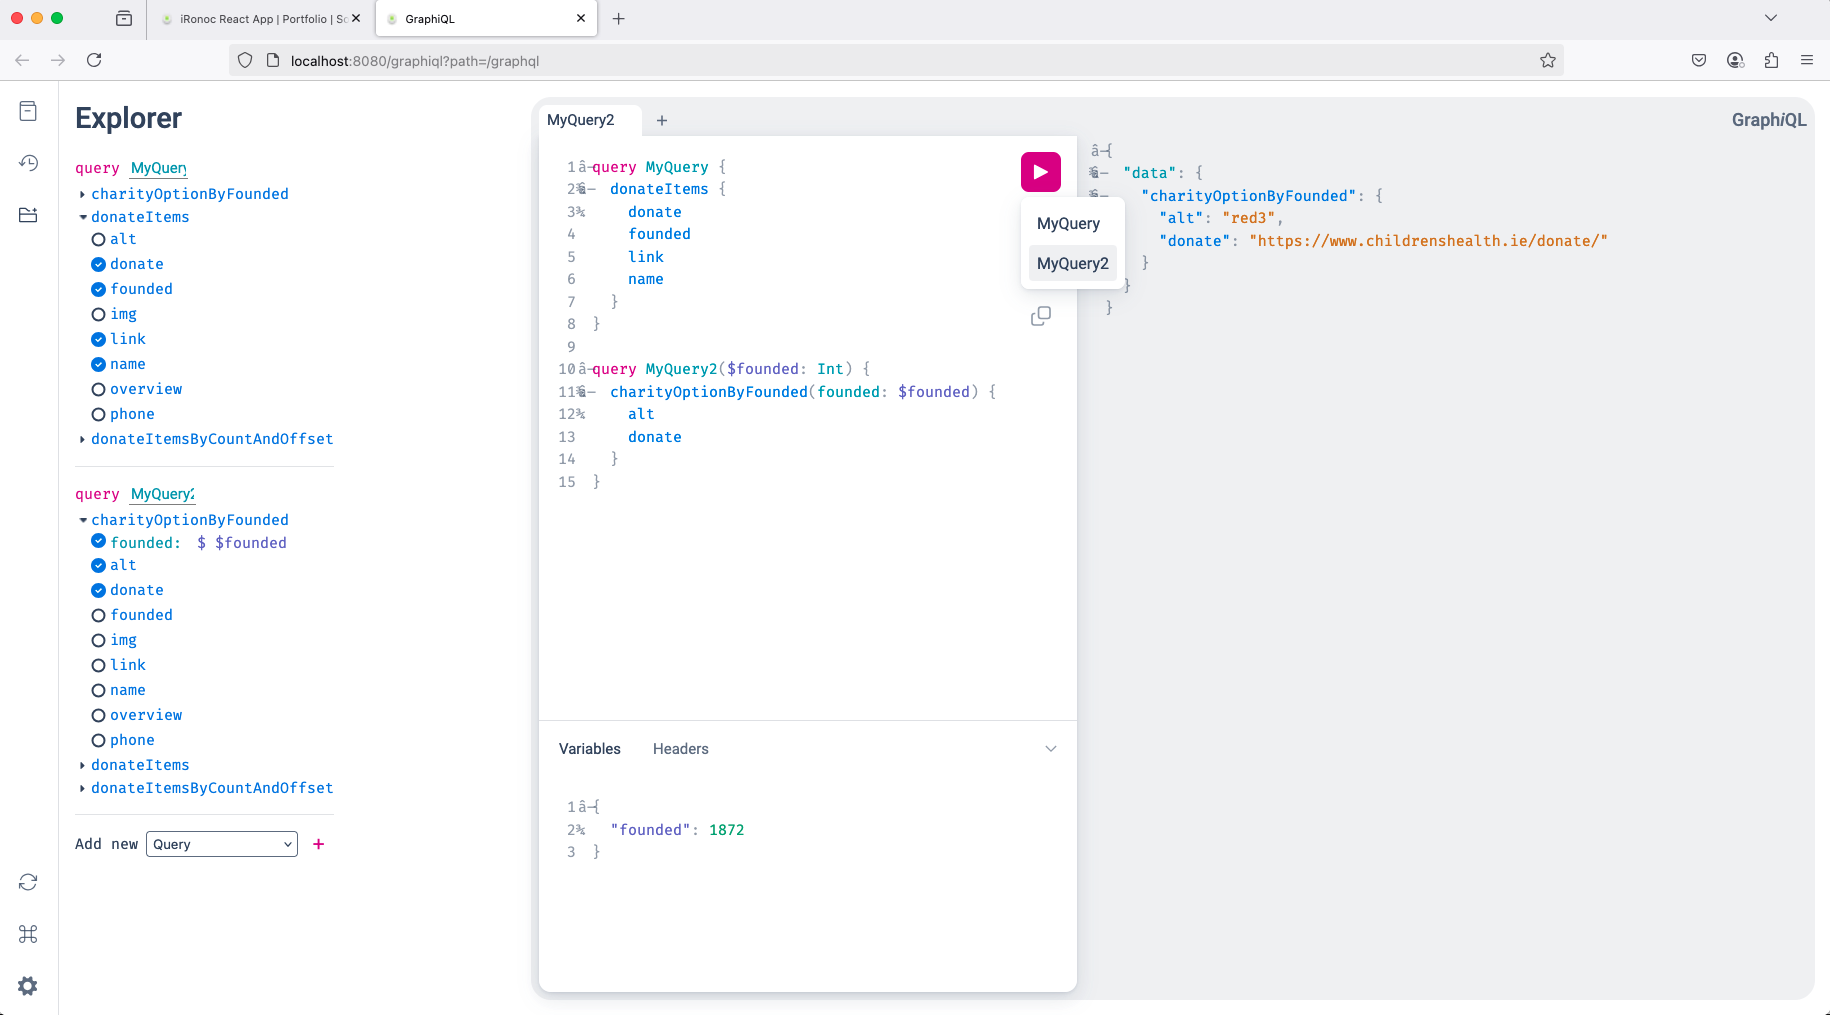 iRonoc React App | Portfolio | Sc
GraphiQL
localhost:8080/graphiql?path=/graphql
Explorer
query MyQuery
charityOptionByFounded
donateItems
alt
donate
founded
img
link
name
overview
phone
donateItemsByCountAndOffset
query MyQuery2
charityOptionByFounded
founded: $ $founded
alt
donate
founded
img
link
name
overview
phone
donateItems
donateItemsByCountAndOffset
Add new Query +
MyQuery2 +
1 query MyQuery {
2 donateItems {
3 donate
4 founded
5 link
6 name
7 }
8 }
9
10 query MyQuery2($founded: Int) {
11 charityOptionByFounded(founded: $founded) {
12 alt
13 donate
14 }
15 }
MyQuery
MyQuery2
Variables Headers
1 {
2 "founded": 1872
3 }
GraphiQL
{
"data": {
"charityOptionByFounded": {
"alt": "red3",
"donate": "https://www.childrenshealth.ie/donate/"
}
}
}